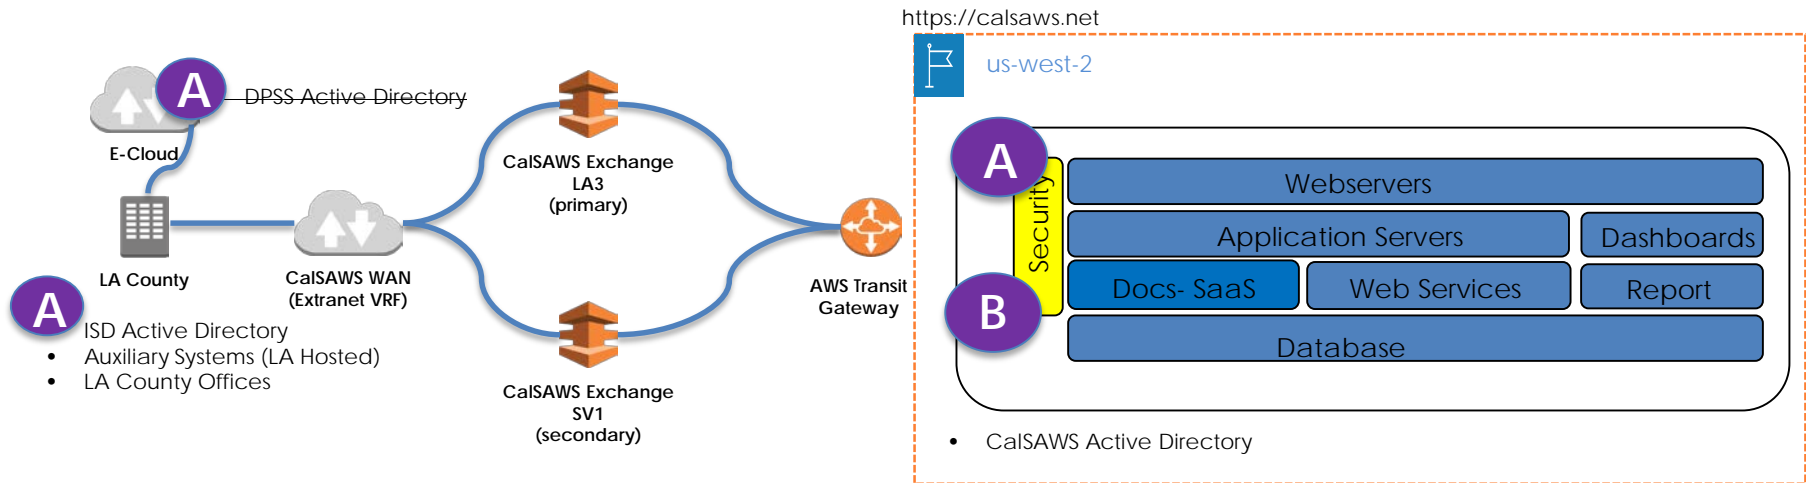 https://calsaws.net
us-west-2
A
DPSS Active Directory
E-Cloud
CalSAWS Exchange
LA3
(primary)
LA County
CalSAWS WAN
(Extranet VRF)
AWS Transit
Gateway
A
ISD Active Directory
• Auxiliary Systems (LA Hosted)
• LA County Offices
CalSAWS Exchange
SV1
(secondary)
A
B
Security
Webservers
Application Servers
Dashboards
Docs- SaaS
Web Services
Report
Database
• CalSAWS Active Directory